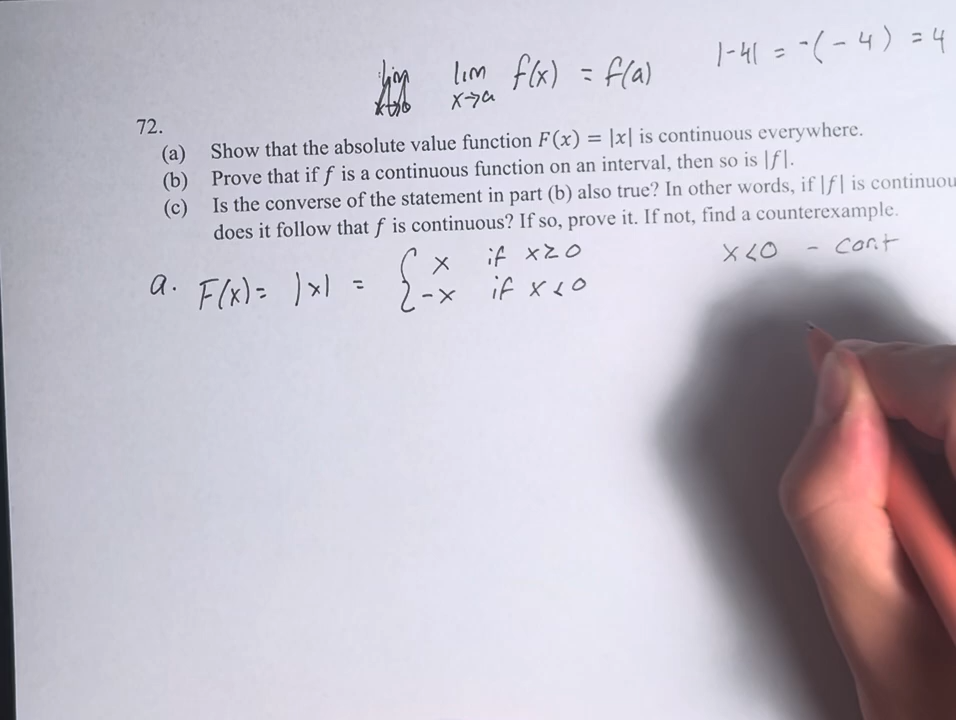 lim f(x) = f(a)
x→a
|-4| = -(-4) = 4
72.
(a) Show that the absolute value function F(x) = |x| is continuous everywhere.
(b) Prove that if f is a continuous function on an interval, then so is |f|.
(c) Is the converse of the statement in part (b) also true? In other words, if |f| is continuou
does it follow that f is continuous? If so, prove it. If not, find a counterexample.
a. F(x) = |x| = { x if x ≥ 0
-x if x < 0
x < 0 - cont